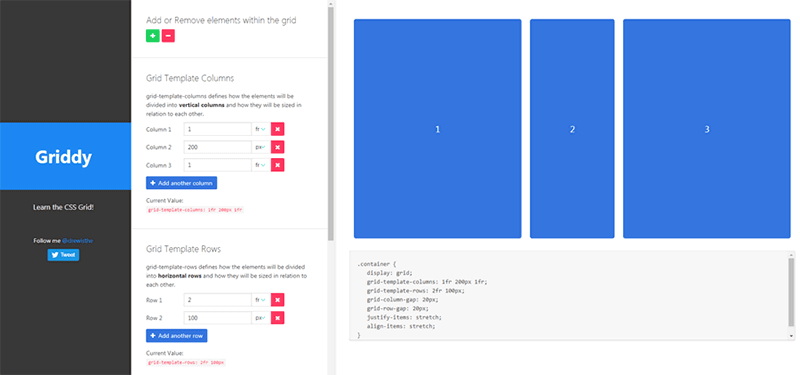 Griddy
Learn the CSS Grid!
Follow me
Tweet
Add or Remove elements within the grid
Grid Template Columns
grid-template-columns defines how the elements will be
divided into vertical columns and how they will be sized in
relation to each other.
Column 1 1 fr
Column 2 200 px
Column 3 1 fr
Add another column
Current Value:
grid-template-columns: 1fr 200px 1fr
Grid Template Rows
grid-template-rows defines how the elements will be divided
into horizontal rows and how they will be sized in relation to
each other.
Row 1 2 fr
Row 2 100 px
Add another row
Current Value:
grid-template-rows: 2fr 100px
1 2 3
.container {
display: grid;
grid-template-columns: 1fr 200px 1fr;
grid-template-rows: 2fr 100px;
grid-column-gap: 20px;
grid-row-gap: 20px;
justify-items: stretch;
align-items: stretch;
}